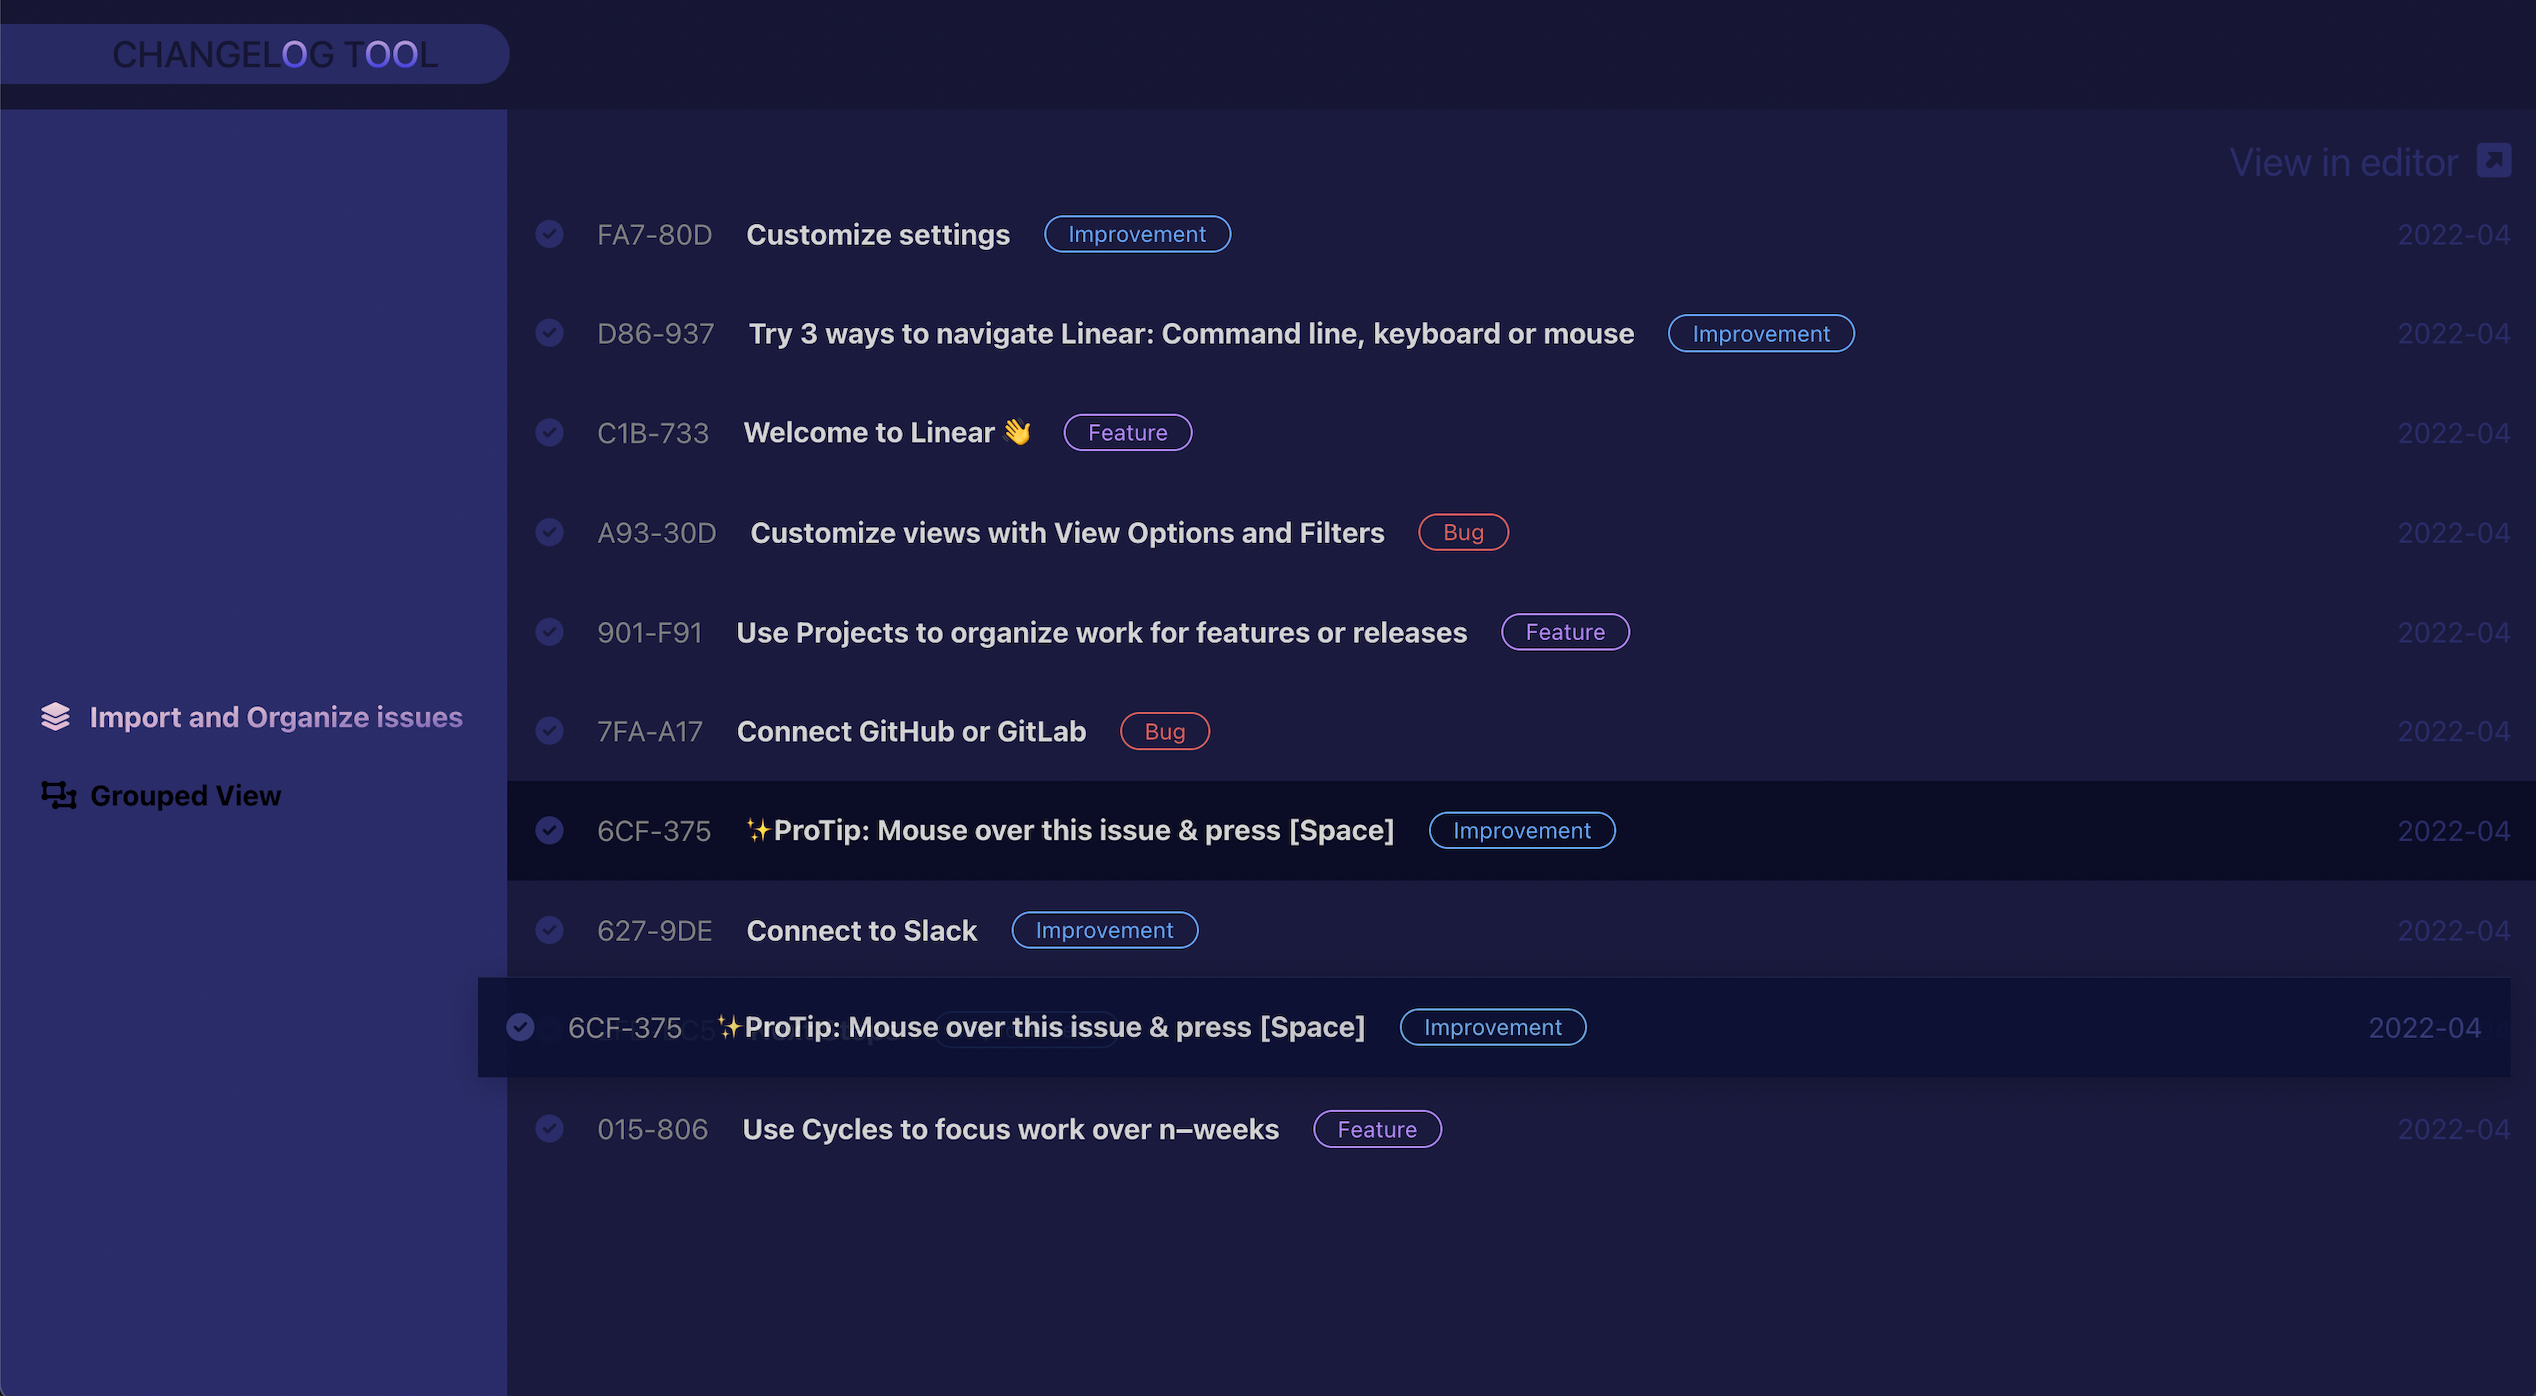 CHANGELOG TOOL
View in editor
FA7-80D Customize settings Improvement 2022-04
D86-937 Try 3 ways to navigate Linear: Command line, keyboard or mouse Improvement 2022-04
C1B-733 Welcome to Linear 👋 Feature 2022-04
A93-30D Customize views with View Options and Filters Bug 2022-04
901-F91 Use Projects to organize work for features or releases Feature 2022-04
Import and Organize issues
7FA-A17 Connect GitHub or GitLab Bug 2022-04
Grouped View
6CF-375 ✨ProTip: Mouse over this issue & press [Space] Improvement 2022-04
627-9DE Connect to Slack Improvement 2022-04
6CF-375 ✨ProTip: Mouse over this issue & press [Space] Improvement 2022-04
015-806 Use Cycles to focus work over n–weeks Feature 2022-04